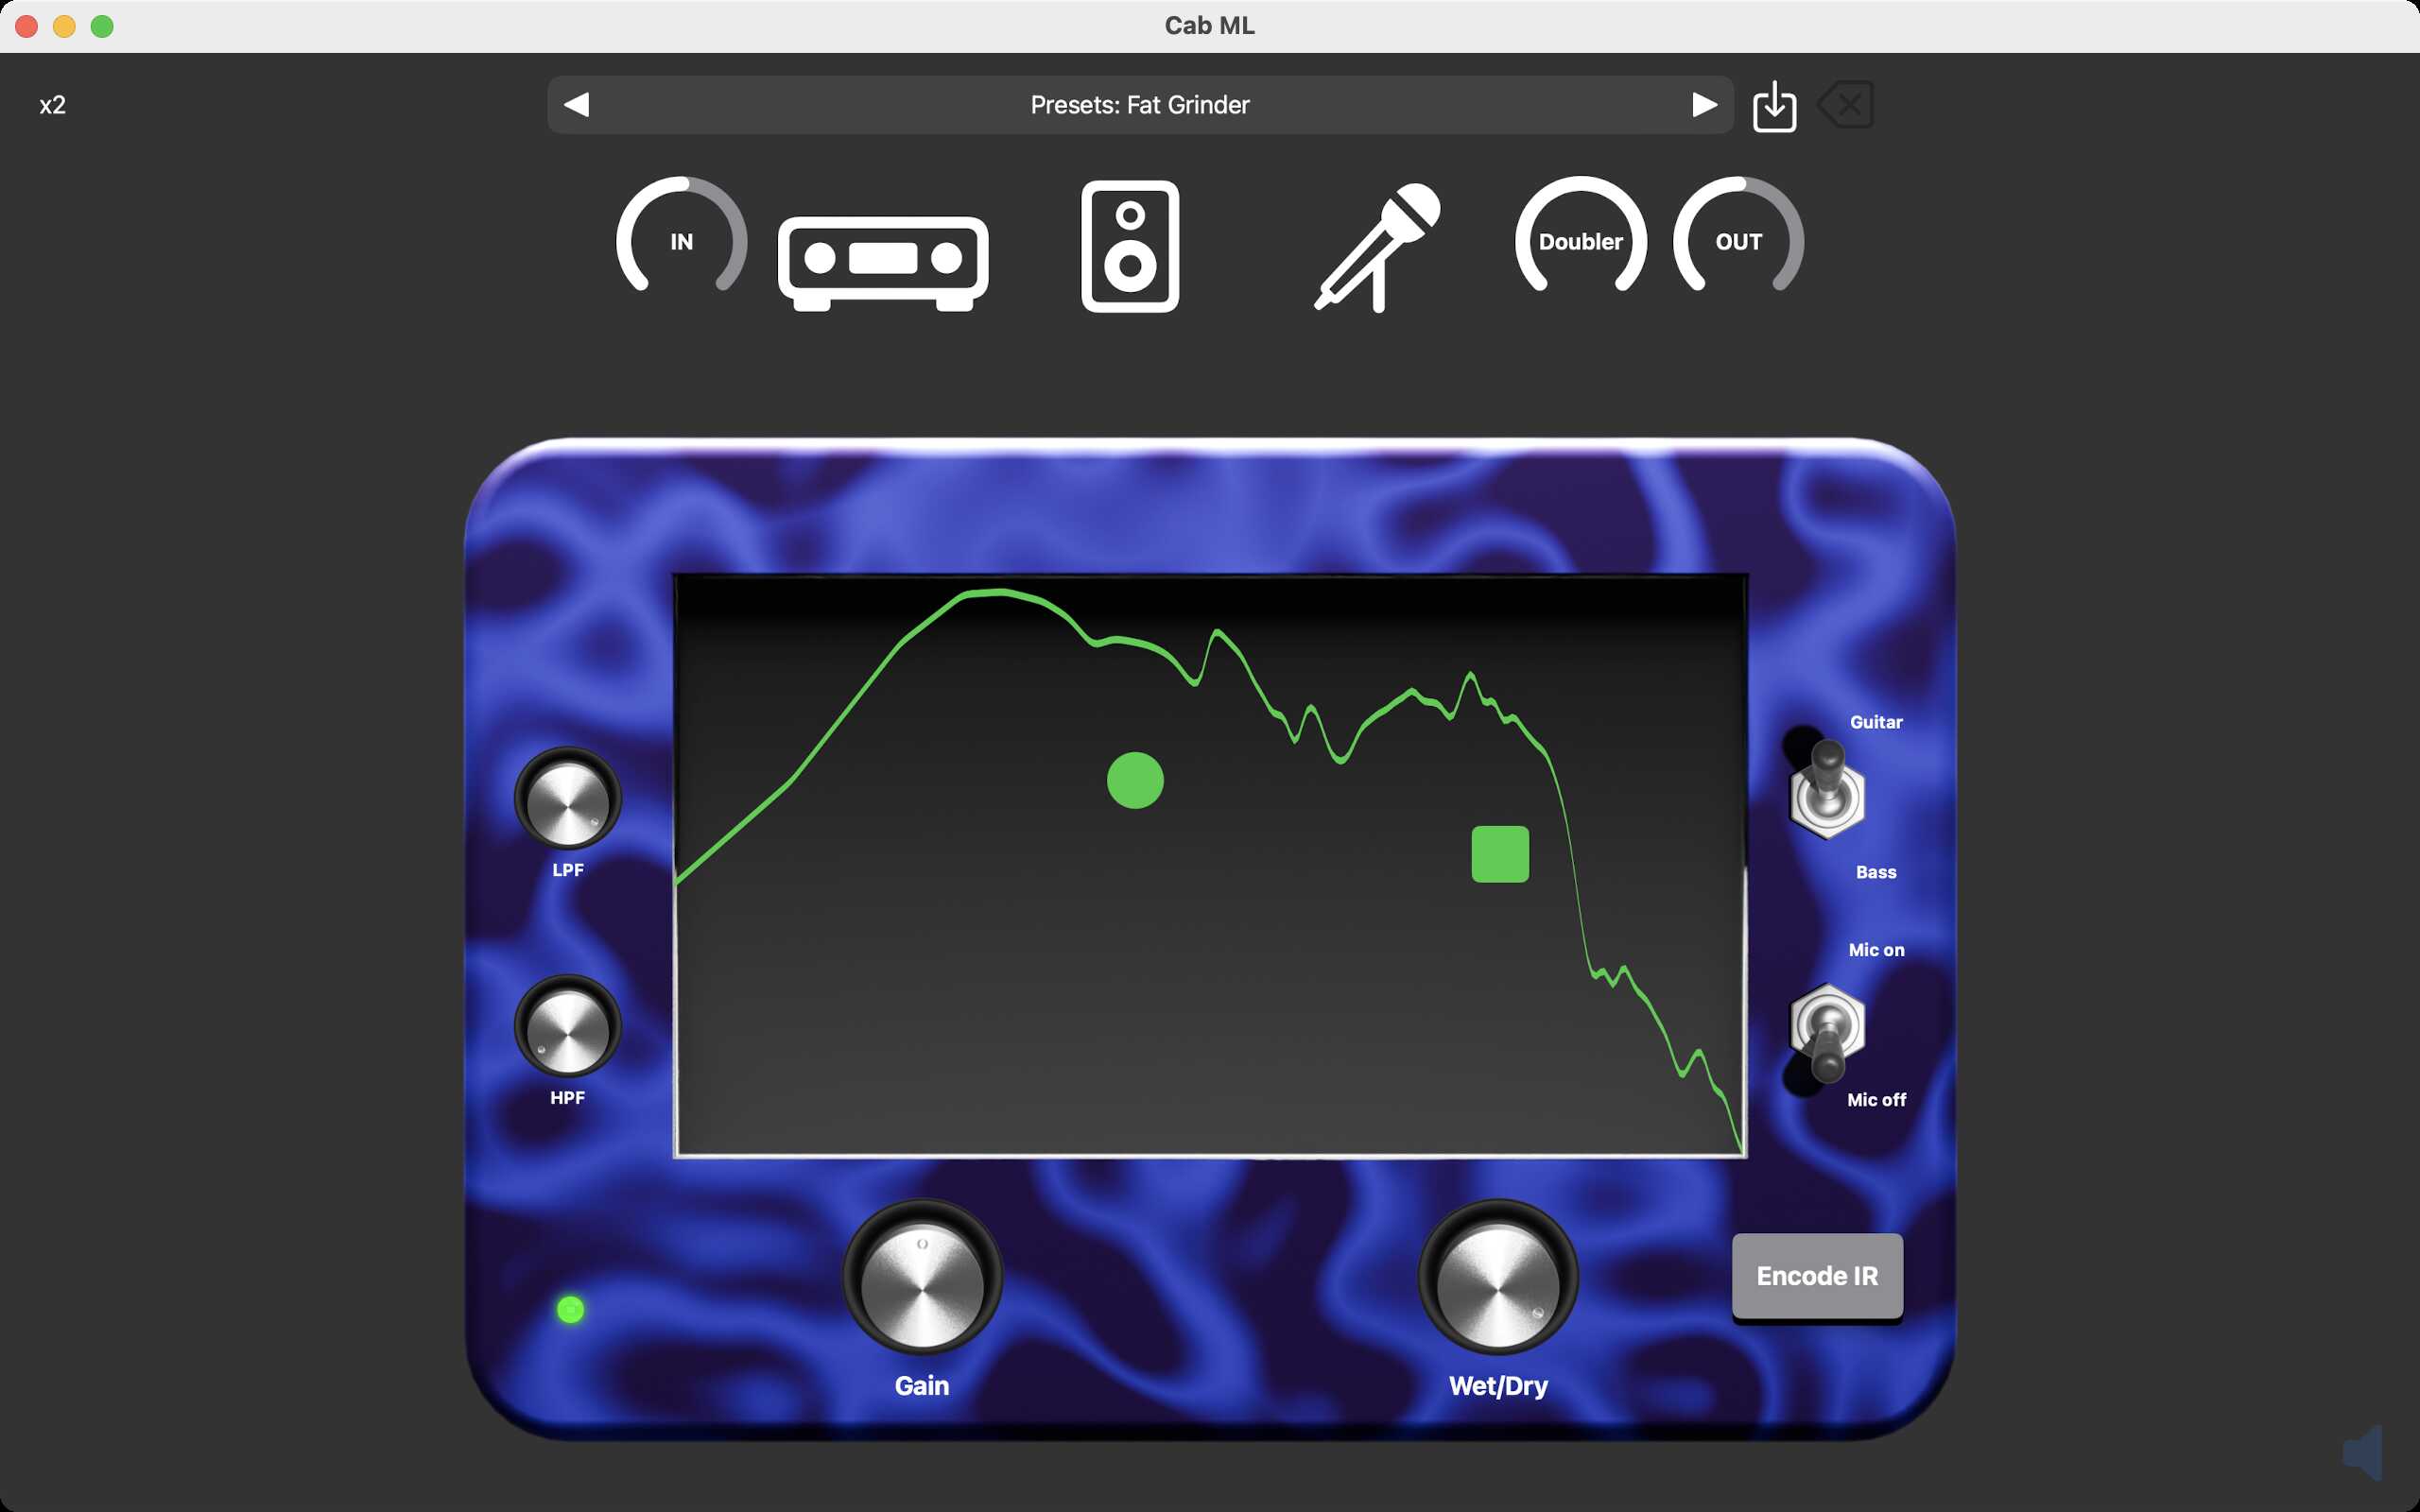 Cab ML
x2
Presets: Fat Grinder
IN
Doubler
OUT
Guitar
LPF
Bass
Mic on
HPF
Mic off
Encode IR
Gain
Wet/Dry